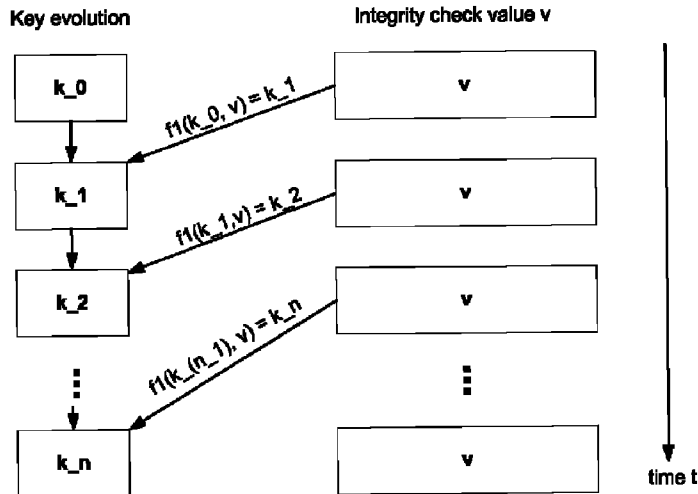 Key evolution
Integrity check value v
k_0
v
f1(k_0, v) = k_1
k_1
v
f1(k_1,v) = k_2
k_2
v
f1(k_(n_1), v) = k_n
k_n
v
time t